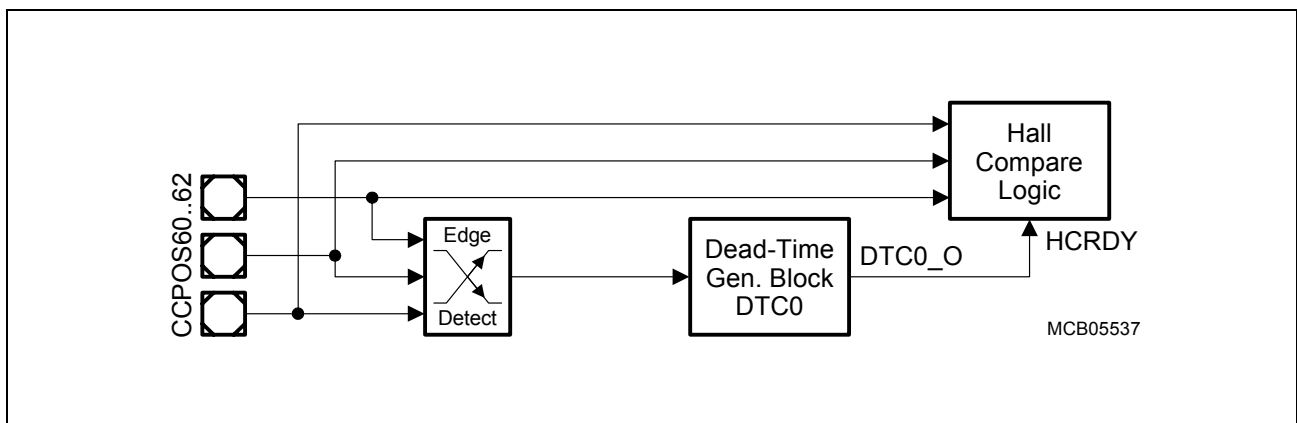 Hall
Compare
Logic
CCPOS60..62
Edge
Detect
Dead-Time
Gen. Block
DTC0
DTC0_O
HCRDY
MCB05537